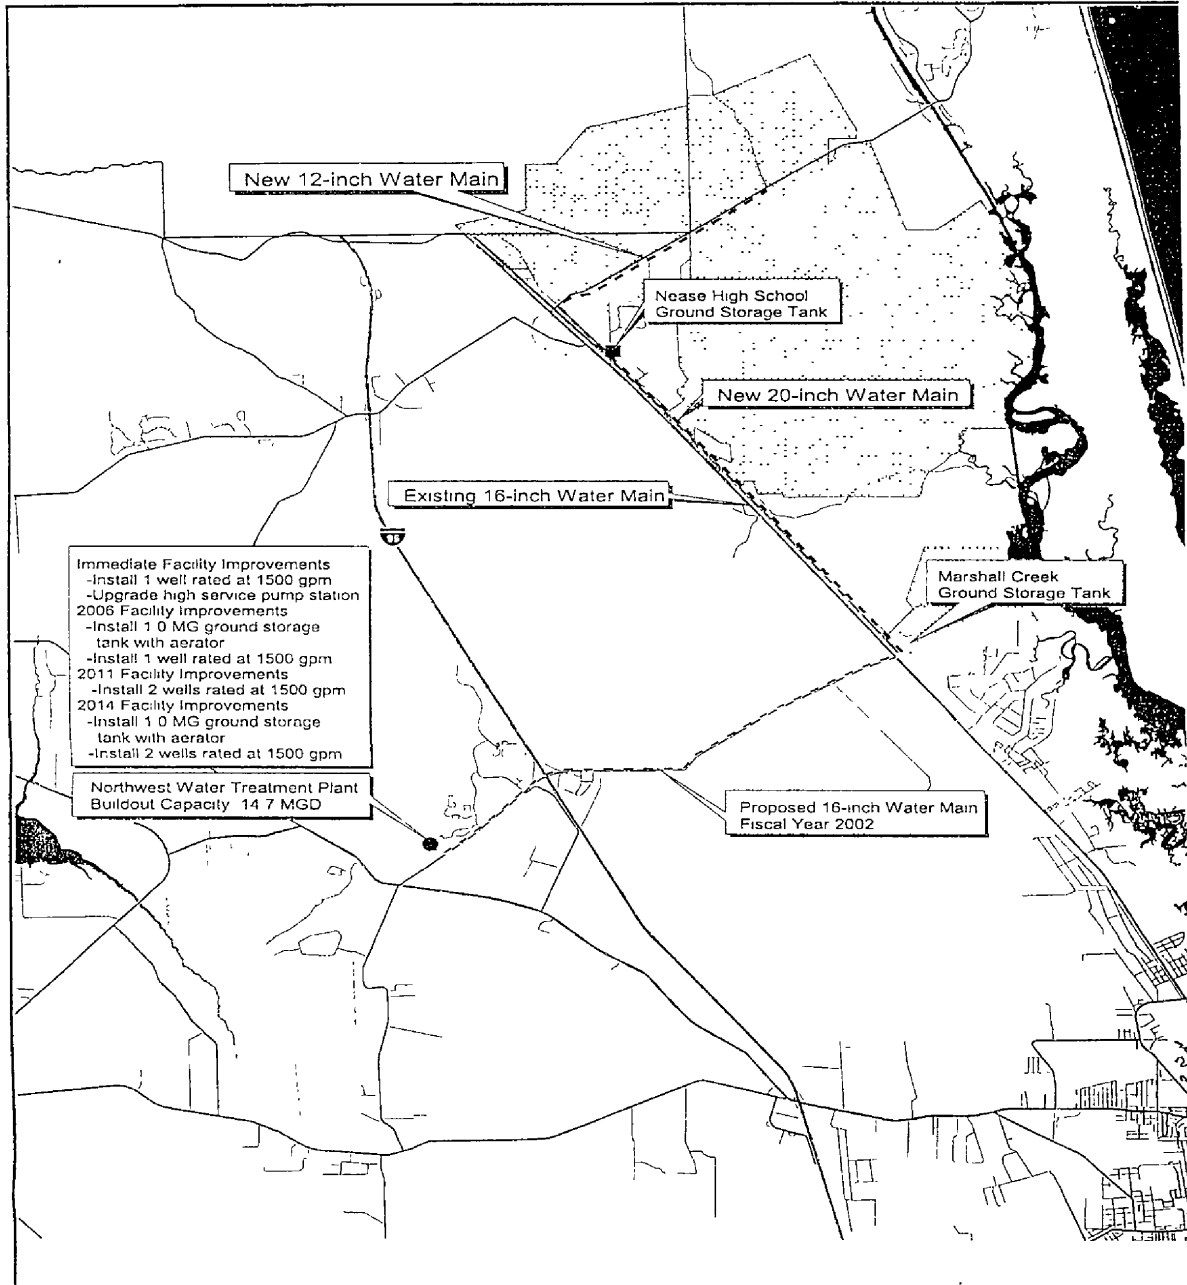 New 12-inch Water Main
Nease High School
Ground Storage Tank
New 20-inch Water Main
Existing 16-inch Water Main
95
Immediate Facility Improvements
-Install 1 well rated at 1500 gpm
-Upgrade high service pump station
2006 Facility Improvements
-Install 1 0 MG ground storage
tank with aerator
-Install 1 well rated at 1500 gpm
2011 Facility Improvements
-Install 2 wells rated at 1500 gpm
2014 Facility Improvements
-Install 1 0 MG ground storage
tank with aerator
-Install 2 wells rated at 1500 gpm
Marshall Creek
Ground Storage Tank
Northwest Water Treatment Plant
Buildout Capacity 14 7 MGD
Proposed 16-inch Water Main
Fiscal Year 2002